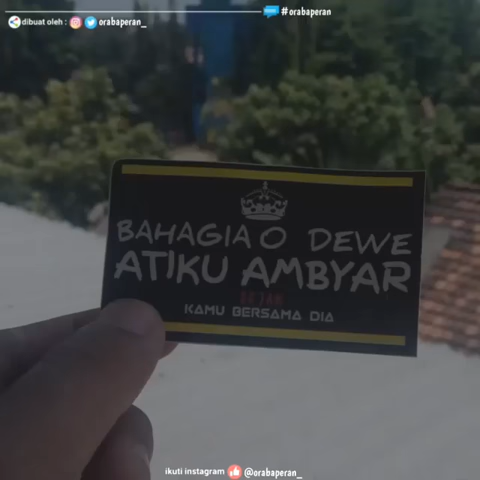 #orabaperan
dibuat oleh : orabaperan_
BAHAGIA O DEWE
ATIKU AMBYAR
KAMU BERSAMA DIA
ikuti instagram @orabaperan_